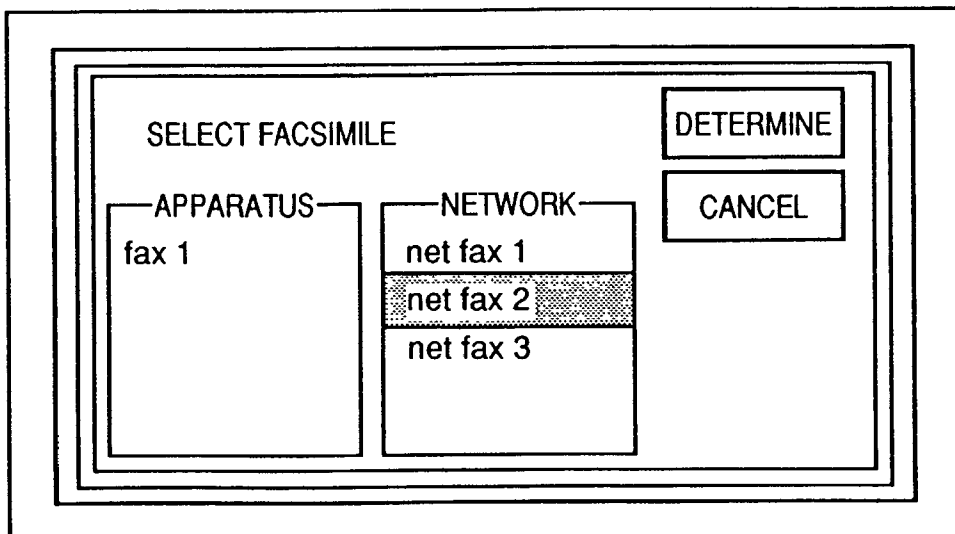 SELECT FACSIMILE
DETERMINE
CANCEL
APPARATUS
fax 1
NETWORK
net fax 1
net fax 2
net fax 3